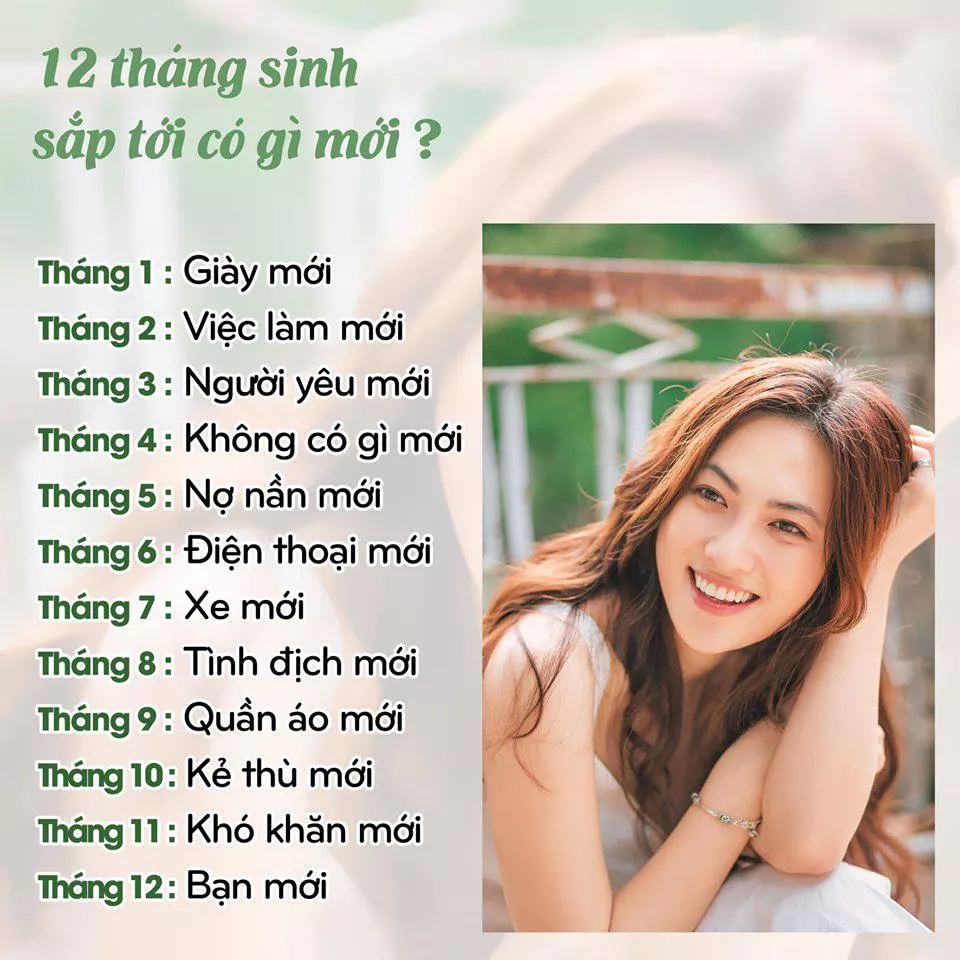 12 tháng sinh
sắp tới có gì mới ?
Tháng 1 : Giày mới
Tháng 2 : Việc làm mới
Tháng 3 : Người yêu mới
Tháng 4 : Không có gì mới
Tháng 5 : Nợ nần mới
Tháng 6 : Điện thoại mới
Tháng 7 : Xe mới
Tháng 8 : Tình địch mới
Tháng 9 : Quần áo mới
Tháng 10 : Kẻ thù mới
Tháng 11 : Khó khăn mới
Tháng 12 : Bạn mới